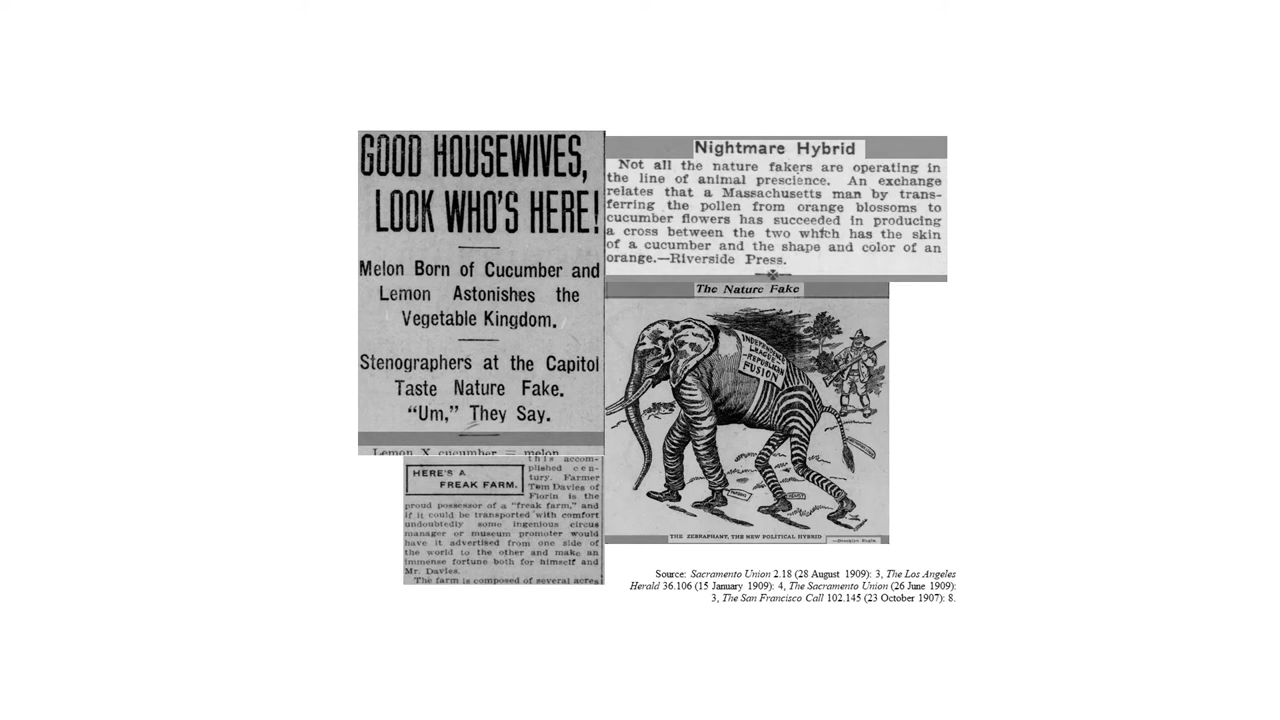 GOOD HOUSEWIVES,
LOOK WHO'S HERE!
Melon Born of Cucumber and
Lemon Astonishes the
Vegetable Kingdom.
Stenographers at the Capitol
Taste Nature Fake.
“Um,” They Say.
Lemon X cucumber = melon
HERE'S A
FREAK FARM.
this accom-
plished cen-
tury. Farmer
Tom Davies of
Florin is the
proud possessor of a "freak farm," and
if it could be transported with comfort
undoubtedly some ingenious circus
manager or museum promoter would
have it advertised from one side of
the world to the other and make an
immense fortune both for himself and
Mr. Davies.
The farm is composed of several acres
Nightmare Hybrid
Not all the nature fakers are operating in
the line of animal prescience. An exchange
relates that a Massachusetts man by trans-
ferring the pollen from orange blossoms to
cucumber flowers has succeeded in producing
a cross between the two which has the skin
of a cucumber and the shape and color of an
orange.—Riverside Press.
The Nature Fake
INDEPENDENCE
LEAGUE-
-REPUBLICAN
FUSION
THE ZEBRAPHANT, THE NEW POLITICAL HYBRID
—Brooklyn Eagle.
Source: Sacramento Union 2.18 (28 August 1909): 3, The Los Angeles
Herald 36.106 (15 January 1909): 4, The Sacramento Union (26 June 1909):
3, The San Francisco Call 102.145 (23 October 1907): 8.